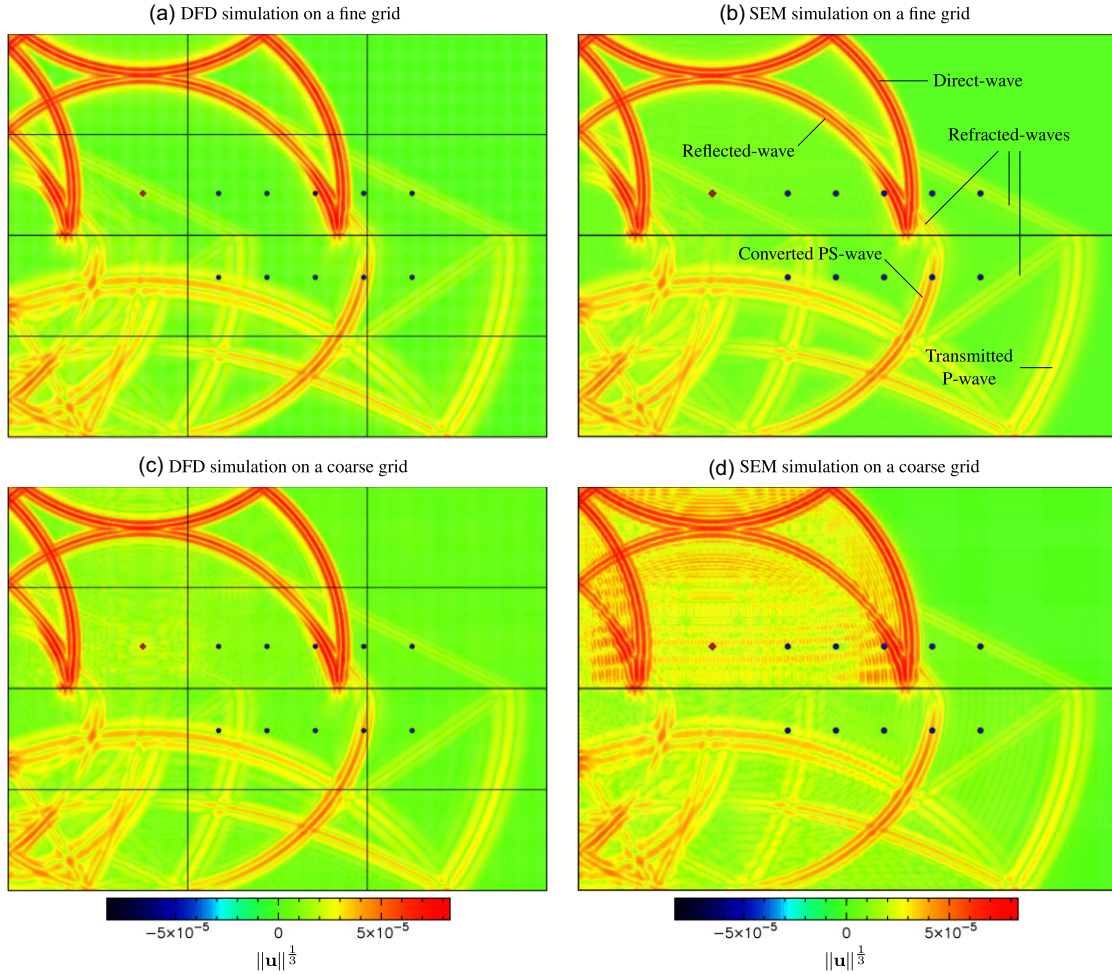 (a) DFD simulation on a fine grid
(b) SEM simulation on a fine grid
Direct-wave
Reflected-wave
Refracted-waves
Converted PS-wave
Transmitted
P-wave
(c) DFD simulation on a coarse grid
(d) SEM simulation on a coarse grid
−5×10⁻⁵ 0 5×10⁻⁵
‖u‖^{1/3}
−5×10⁻⁵ 0 5×10⁻⁵
‖u‖^{1/3}